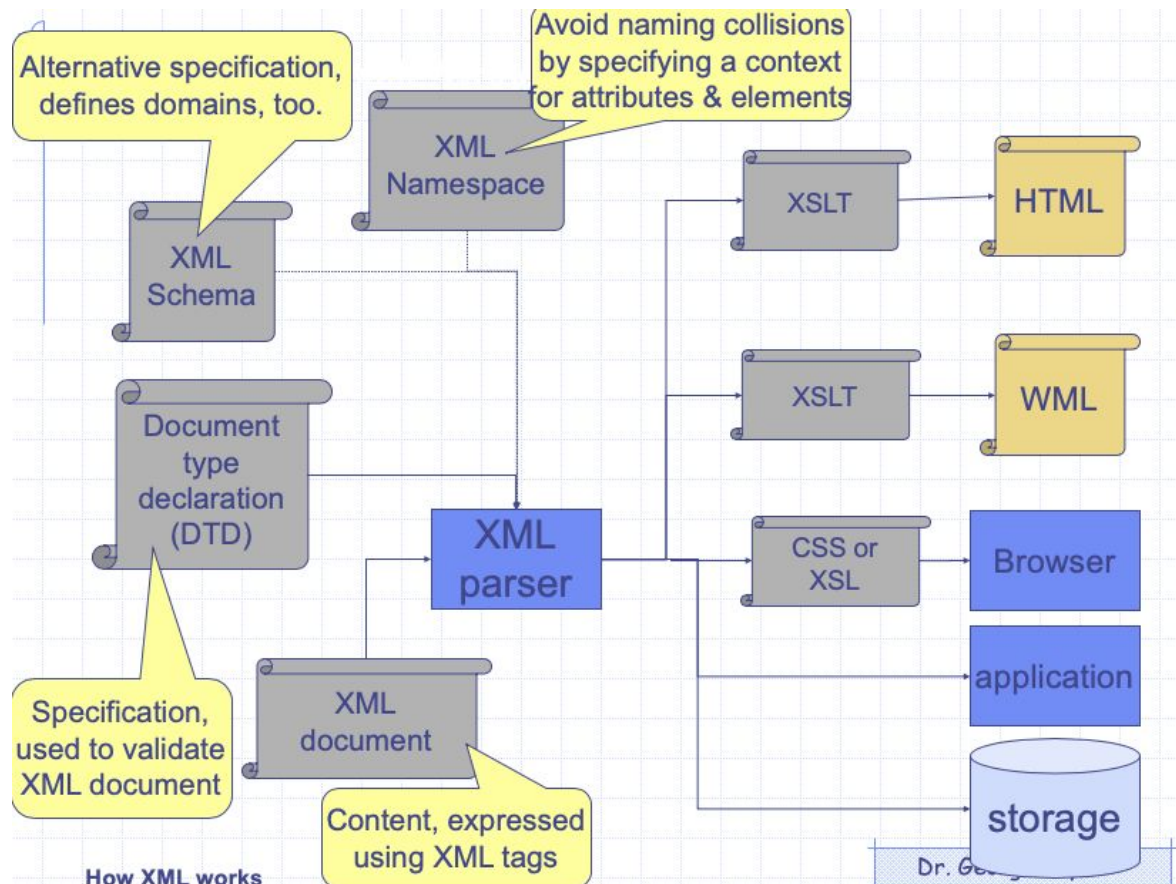 Alternative specification,
defines domains, too.
Avoid naming collisions
by specifying a context
for attributes & elements
XML
Namespace
XML
Schema
XSLT
HTML
XSLT
WML
Document
type
declaration
(DTD)
XML
parser
CSS or
XSL
Browser
application
storage
XML
document
Specification,
used to validate
XML document
Content, expressed
using XML tags
How XML works
Dr.